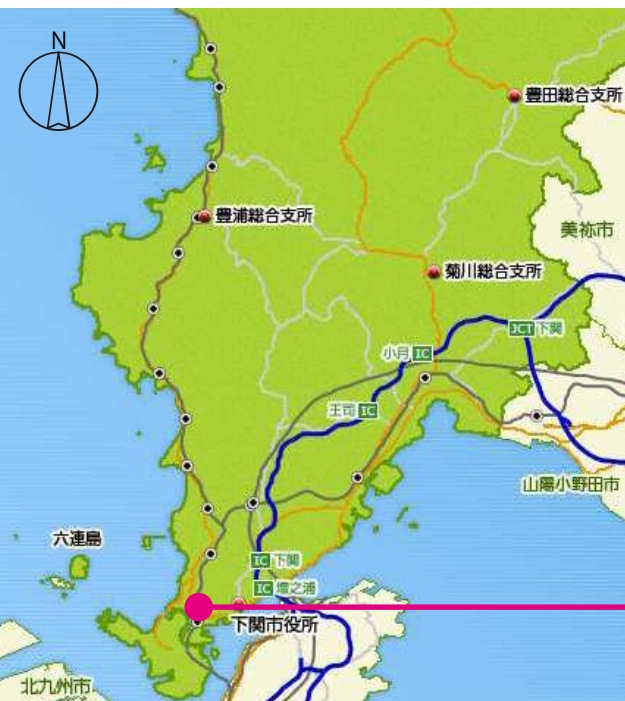 N
豊田総合支所
豊浦総合支所
美祢市
菊川総合支所
JCT 下関
小月 IC
王司 IC
山陽小野田市
六連島
IC 下関
IC 壇之浦
下関市役所
北九州市